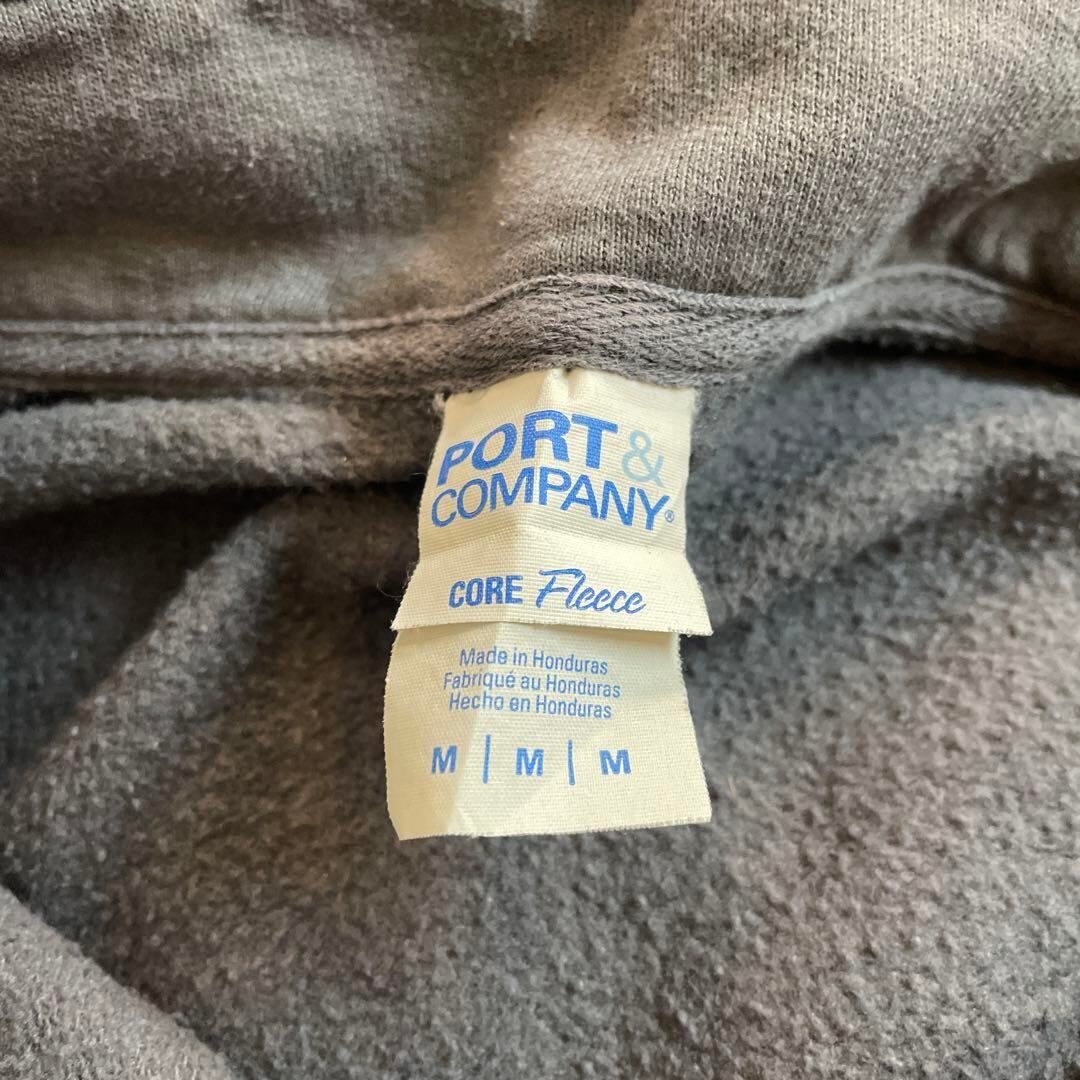 PORT &
COMPANY®
CORE Fleece
Made in Honduras
Fabriqué au Honduras
Hecho en Honduras
M | M | M